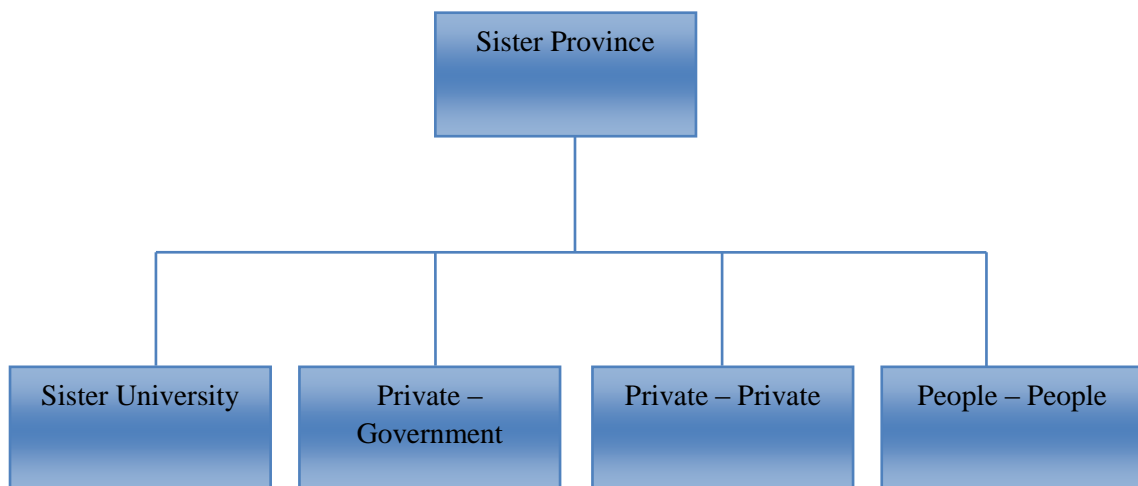 Sister Province
Sister University
Private –
Government
Private – Private
People – People